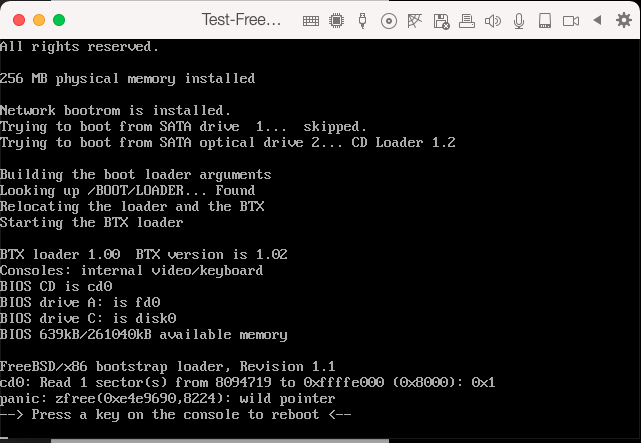 Test-Free...
All rights reserved.
256 MB physical memory installed
Network bootrom is installed.
Trying to boot from SATA drive  1...  skipped.
Trying to boot from SATA optical drive 2... CD Loader 1.2
Building the boot loader arguments
Looking up /BOOT/LOADER... Found
Relocating the loader and the BTX
Starting the BTX loader
BTX loader 1.00  BTX version is 1.02
Consoles: internal video/keyboard
BIOS CD is cd0
BIOS drive A: is fd0
BIOS drive C: is disk0
BIOS 639kB/261040kB available memory
FreeBSD/x86 bootstrap loader, Revision 1.1
cd0: Read 1 sector(s) from 8094719 to 0xffffe000 (0x8000): 0x1
panic: zfree(0xe4e9690,8224): wild pointer
--> Press a key on the console to reboot <--